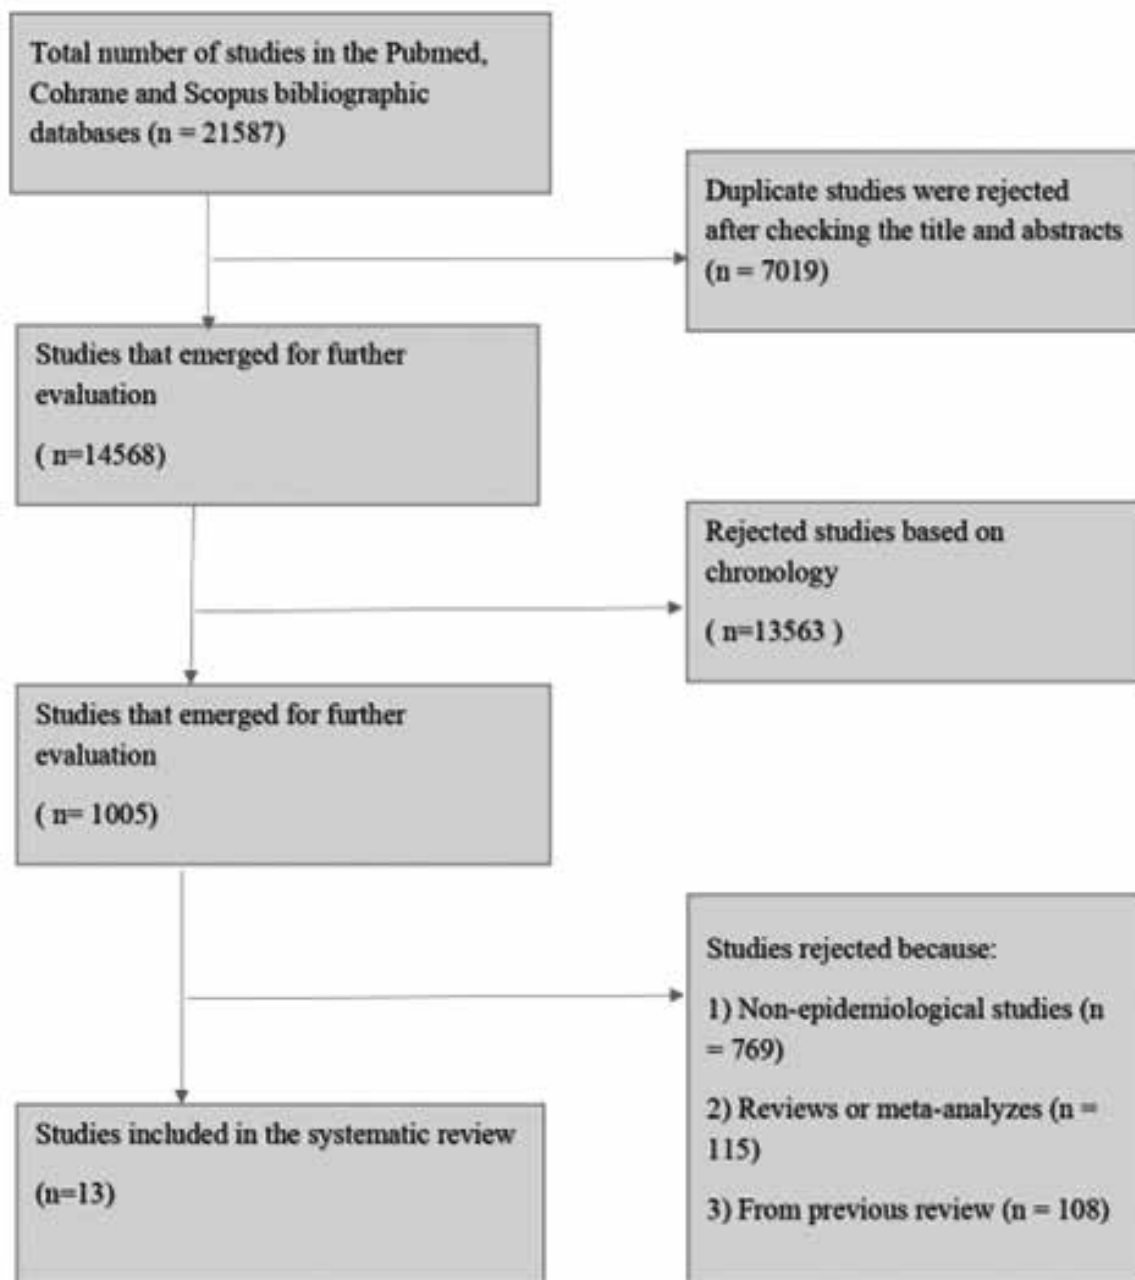 Total number of studies in the Pubmed,
Cohrane and Scopus bibliographic
databases (n = 21587)
Duplicate studies were rejected
after checking the title and abstracts
(n = 7019)
Studies that emerged for further
evaluation
( n=14568)
Rejected studies based on
chronology
( n=13563 )
Studies that emerged for further
evaluation
( n= 1005)
Studies rejected because:
1) Non-epidemiological studies (n
= 769)
2) Reviews or meta-analyzes (n =
115)
3) From previous review (n = 108)
Studies included in the systematic review
(n=13)